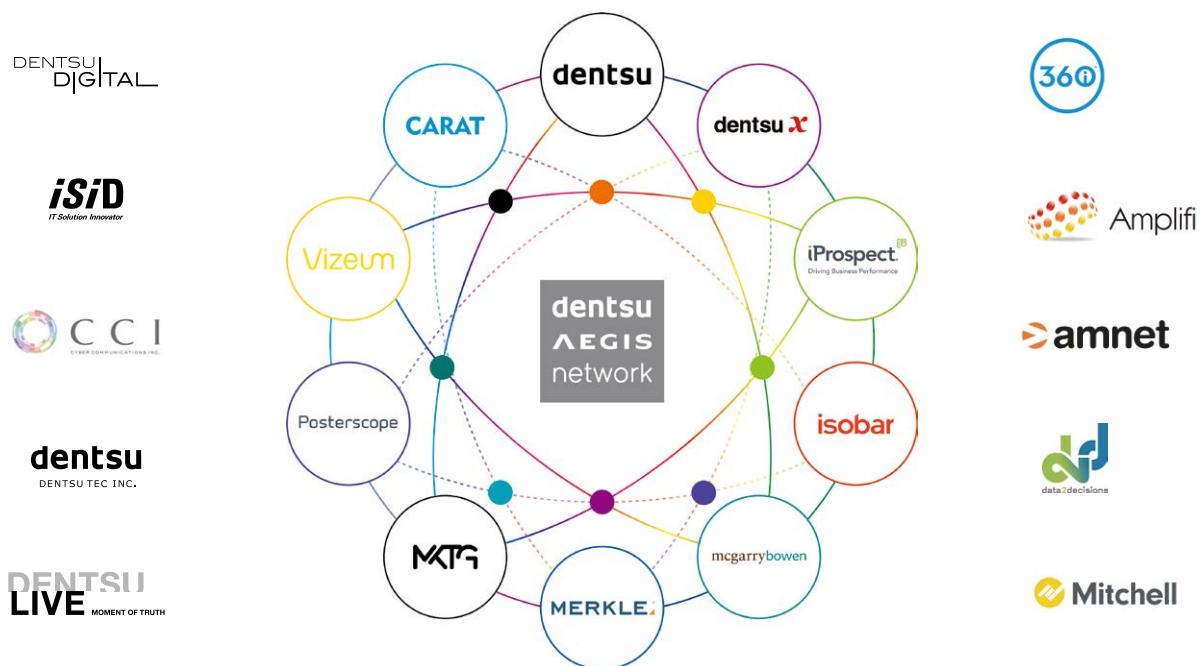 DENTSU
DIGITAL
iSiD
IT Solution Innovator
CCI
CYBER COMMUNICATIONS INC.
dentsu
DENTSU TEC INC.
DENTSU
LIVE MOMENT OF TRUTH
dentsu
CARAT
dentsu x
Vizeum
iProspect.
Driving Business Performance
dentsu
AEGIS
network
Posterscope
isobar
MKTG
mcgarrybowen
MERKLE
360i
Amplifi
amnet
d2d
data2decisions
Mitchell